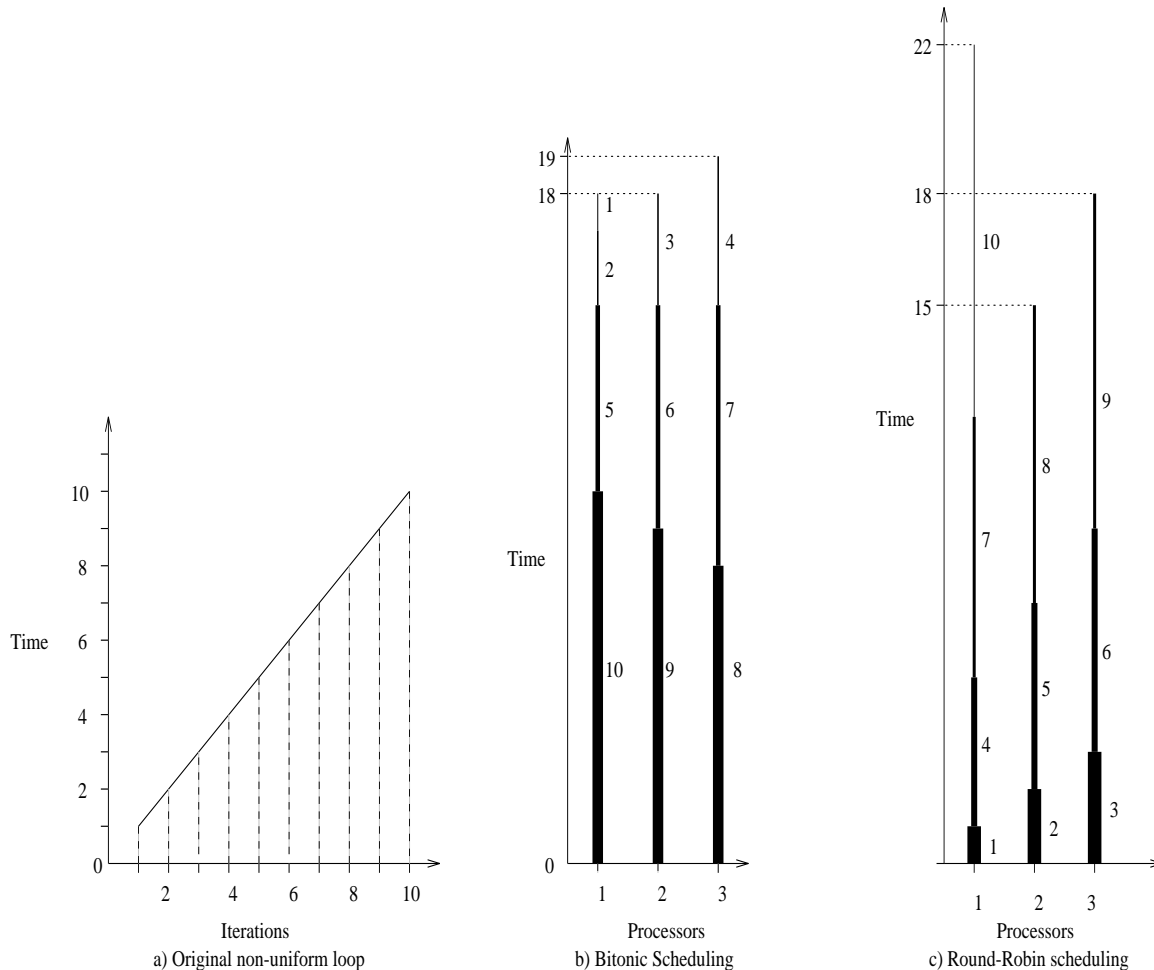 10
8
6
Time
4
2
0
2 4 6 8 10
Iterations
a) Original non-uniform loop
19
18
1
3
4
2
5
6
7
Time
10
9
8
0
1 2 3
Processors
b) Bitonic Scheduling
22
18
10
15
9
Time
8
7
6
5
4
3
2
1
1 2 3
Processors
c) Round-Robin scheduling